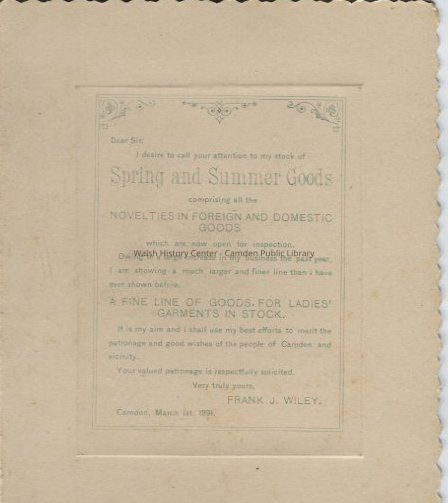 Dear Sir;
I desire to call your attention to my stock of
Spring and Summer Goods
comprising all the
NOVELTIES IN FOREIGN AND DOMESTIC
GOODS
which are now open for inspection.
Walsh History Center - Camden Public Library
Owing to a large increase in my business the past year,
I am showing a much larger and finer line than I have
ever shown before.
A FINE LINE OF GOODS FOR LADIES'
GARMENTS IN STOCK.
It is my aim and I shall use my best efforts to merit the
patronage and good wishes of the people of Camden and
vicinity.
Your valued patronage is respectfully solicited.
Very truly yours,
FRANK J. WILEY.
Camden, March 1st, 1891.